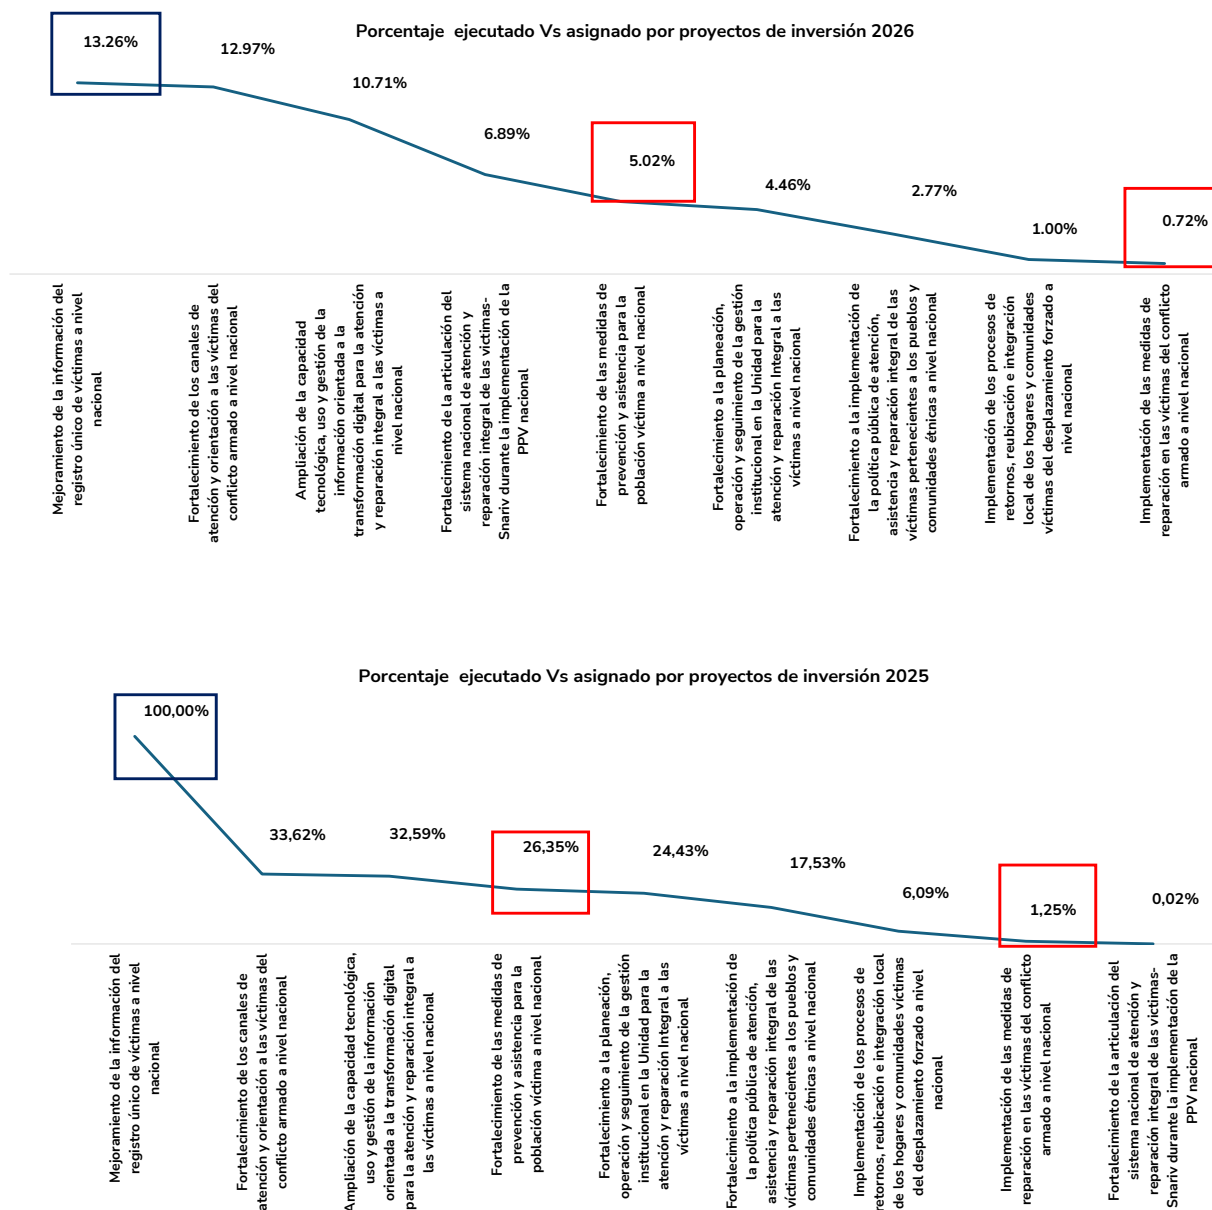 Porcentaje  ejecutado Vs asignado por proyectos de inversión 2026
13.26%
12.97%
10.71%
6.89%
5.02%
4.46%
2.77%
1.00%
0.72%
Mejoramiento de la información del
registro único de víctimas a nivel
nacional
Fortalecimiento de los canales de
atención y orientación a las víctimas del
conflicto armado a nivel nacional
Ampliación de la capacidad
tecnológica, uso y gestión de la
información orientada a la
transformación digital para la atención
y reparación integral a las víctimas a
nivel nacional
Fortalecimiento de la articulación del
sistema nacional de atención y
reparación integral de las víctimas-
Snariv durante la implementación de la
PPV nacional
Fortalecimiento de las medidas de
prevención y asistencia para la
población víctima a nivel nacional
Fortalecimiento a la planeación,
operación y seguimiento de la gestión
institucional en la Unidad para la
atención y reparación Integral a las
víctimas a nivel nacional
Fortalecimiento a la implementación de
la política pública de atención,
asistencia y reparación integral de las
víctimas pertenecientes a los pueblos y
comunidades étnicas a nivel nacional
Implementación de los procesos de
retornos, reubicación e integración
local de los hogares y comunidades
víctimas del desplazamiento forzado a
nivel nacional
Implementación de las medidas de
reparación en las víctimas del conflicto
armado a nivel nacional
Porcentaje  ejecutado Vs asignado por proyectos de inversión 2025
100,00%
33,62%
32,59%
26,35%
24,43%
17,53%
6,09%
1,25%
0,02%
Mejoramiento de la información del
registro único de víctimas a nivel
nacional
Fortalecimiento de los canales de
atención y orientación a las víctimas del
conflicto armado a nivel nacional
Ampliación de la capacidad tecnológica,
uso y gestión de la información
orientada a la transformación digital
para la atención y reparación integral a
las víctimas a nivel nacional
Fortalecimiento de las medidas de
prevención y asistencia para la
población víctima a nivel nacional
Fortalecimiento a la planeación,
operación y seguimiento de la gestión
institucional en la Unidad para la
atención y reparación Integral a las
víctimas a nivel nacional
Fortalecimiento a la implementación de
la política pública de atención,
asistencia y reparación integral de las
víctimas pertenecientes a los pueblos y
comunidades étnicas a nivel nacional
Implementación de los procesos de
retornos, reubicación e integración local
de los hogares y comunidades víctimas
del desplazamiento forzado a nivel
nacional
Implementación de las medidas de
reparación en las víctimas del conflicto
armado a nivel nacional
Fortalecimiento de la articulación del
sistema nacional de atención y
reparación integral de las víctimas-
Snariv durante la implementación de la
PPV nacional